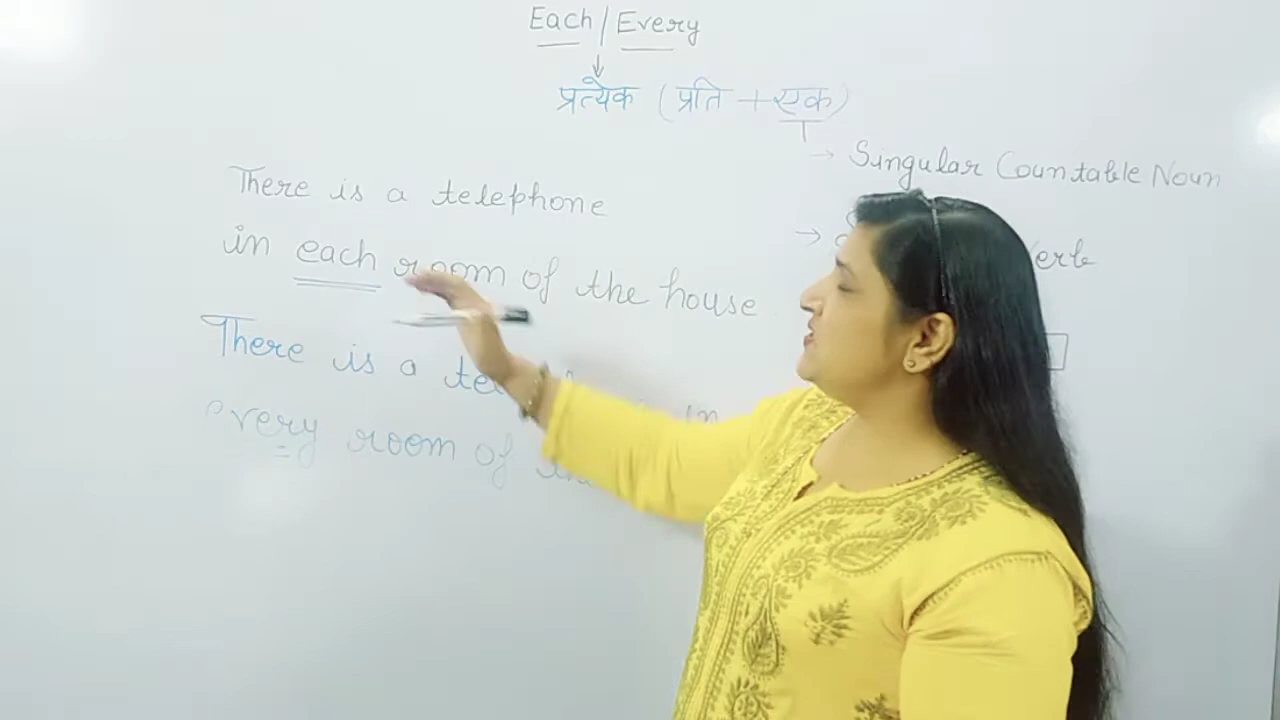 Each / Every
प्रत्येक ( प्रति + एक )
→ Singular Countable Noun
There is a telephone
in each room of the house
There is a
every room of
in